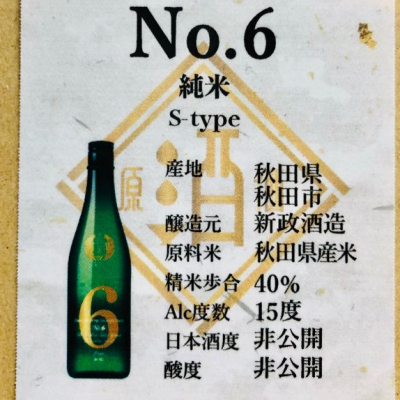 No.6
純米
S-type
産地 秋田県
秋田市
醸造元 新政酒造
原料米 秋田県産米
精米歩合 40%
Alc度数 15度
日本酒度 非公開
酸度 非公開
原 酒
6